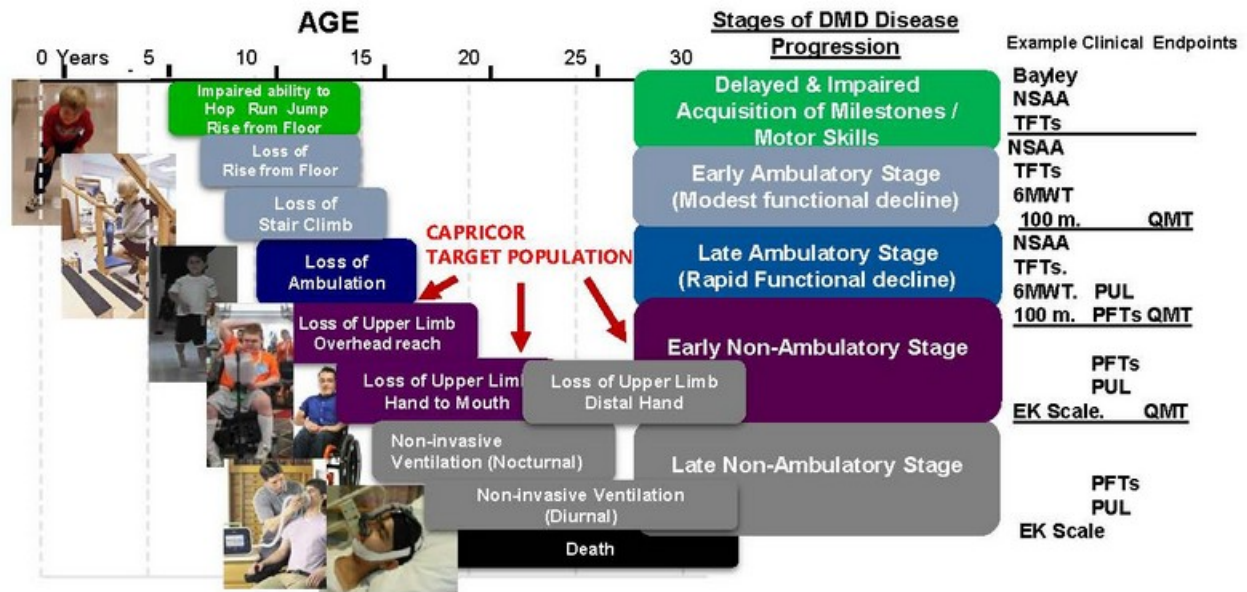 AGE
0 Years 5 10 15 20 25 30
Stages of DMD Disease
Progression
Example Clinical Endpoints
Impaired ability to
Hop Run Jump
Rise from Floor
Delayed & Impaired
Acquisition of Milestones /
Motor Skills
Bayley
NSAA
TFTs
Loss of
Rise from Floor
Loss of
Stair Climb
Early Ambulatory Stage
(Modest functional decline)
NSAA
TFTs
6MWT
100 m. QMT
CAPRICOR
TARGET POPULATION
Loss of
Ambulation
Late Ambulatory Stage
(Rapid Functional decline)
NSAA
TFTs.
6MWT. PUL
100 m. PFTs QMT
Loss of Upper Limb
Overhead reach
Loss of Upper Limb
Hand to Mouth
Loss of Upper Limb
Distal Hand
Early Non-Ambulatory Stage
PFTs
PUL
EK Scale. QMT
Non-invasive
Ventilation (Nocturnal)
Non-invasive Ventilation
(Diurnal)
Death
Late Non-Ambulatory Stage
PFTs
PUL
EK Scale